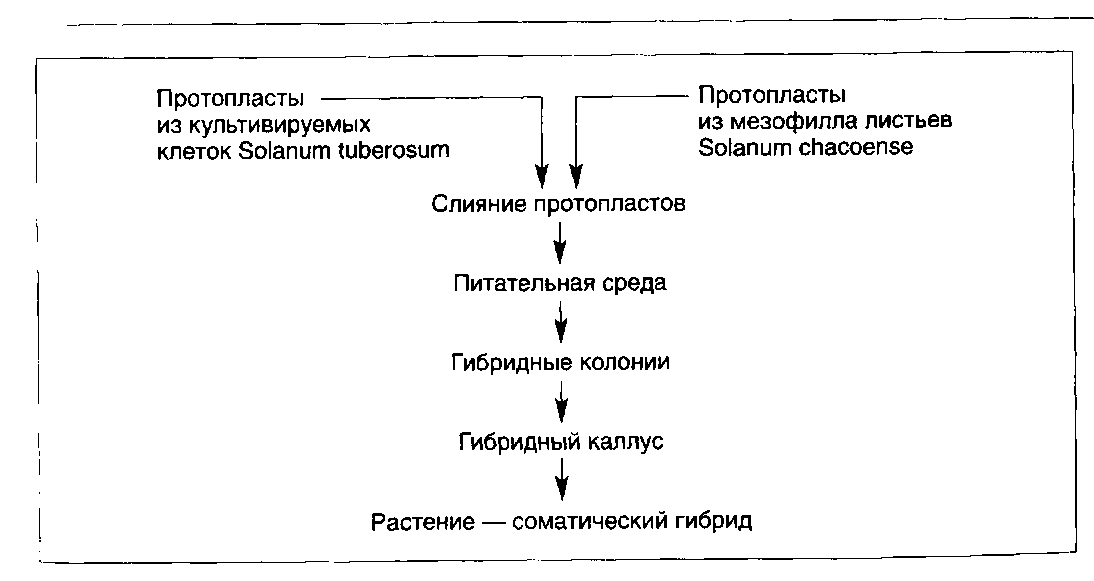 Протопласты
из культивируемых
клеток Solanum tuberosum
Протопласты
из мезофилла листьев
Solanum chacoense
Слияние протопластов
Питательная среда
Гибридные колонии
Гибридный каллус
Растение — соматический гибрид